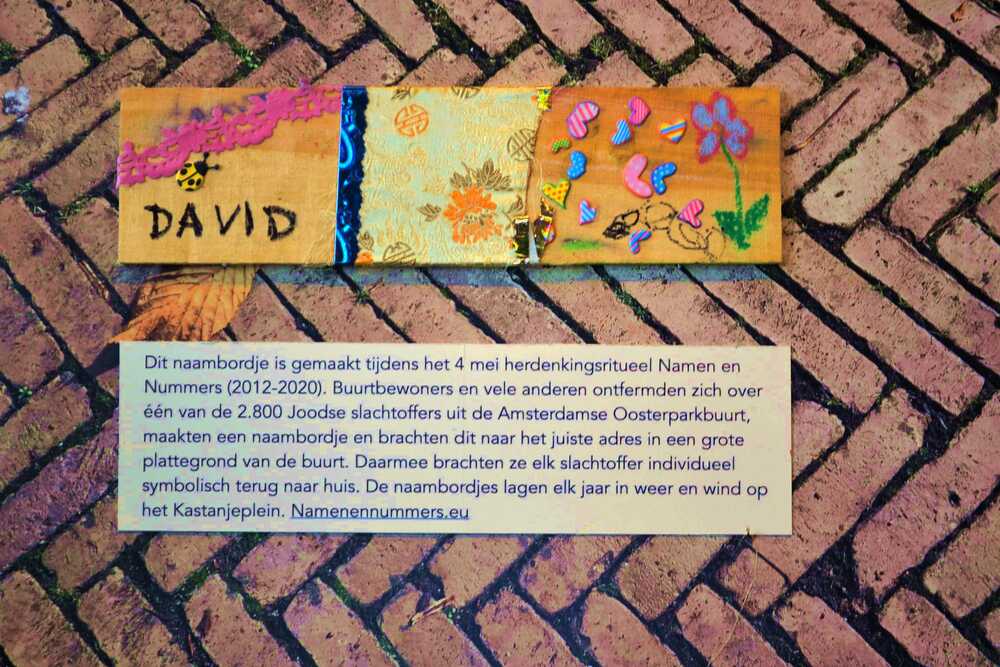 DAVID
Dit naambordje is gemaakt tijdens het 4 mei herdenkingsritueel Namen en
Nummers (2012-2020). Buurtbewoners en vele anderen ontfermden zich over
één van de 2.800 Joodse slachtoffers uit de Amsterdamse Oosterparkbuurt,
maakten een naambordje en brachten dit naar het juiste adres in een grote
plattegrond van de buurt. Daarmee brachten ze elk slachtoffer individueel
symbolisch terug naar huis. De naambordjes lagen elk jaar in weer en wind op
het Kastanjeplein. Namenennummers.eu